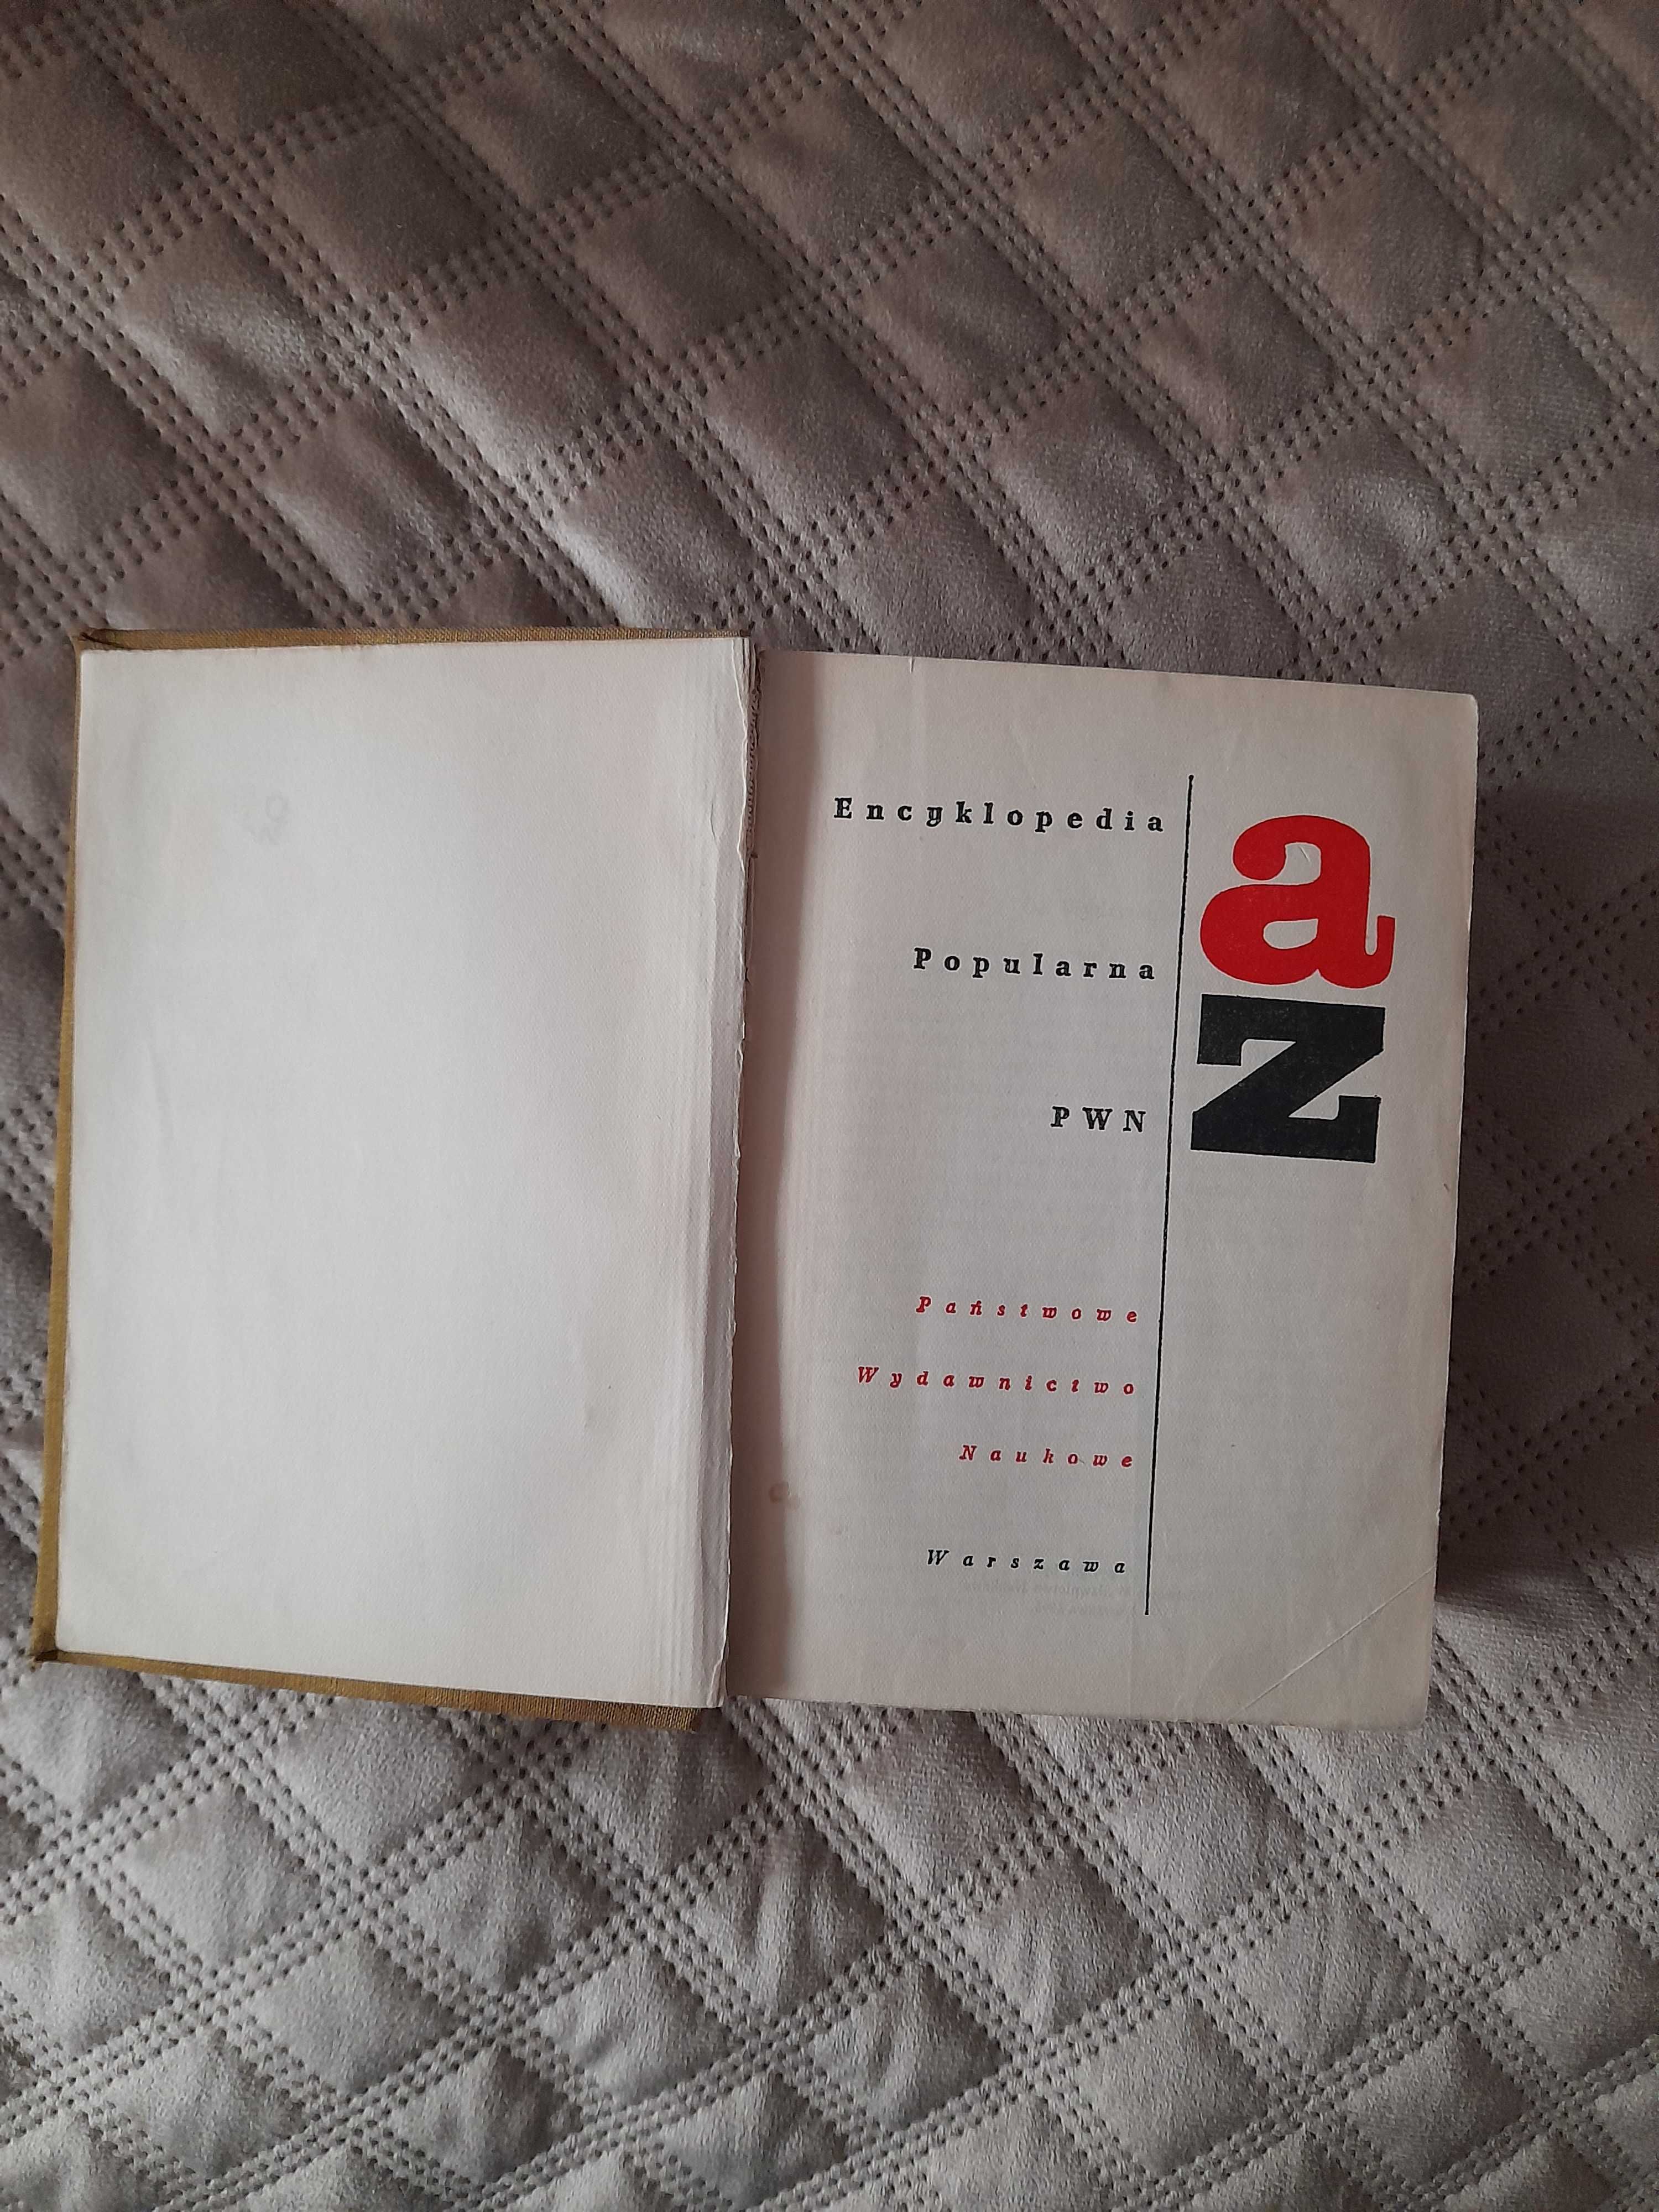 Encyklopedia
Popularna
PWN
a
z
Państwowe
Wydawnictwo
Naukowe
Warszawa